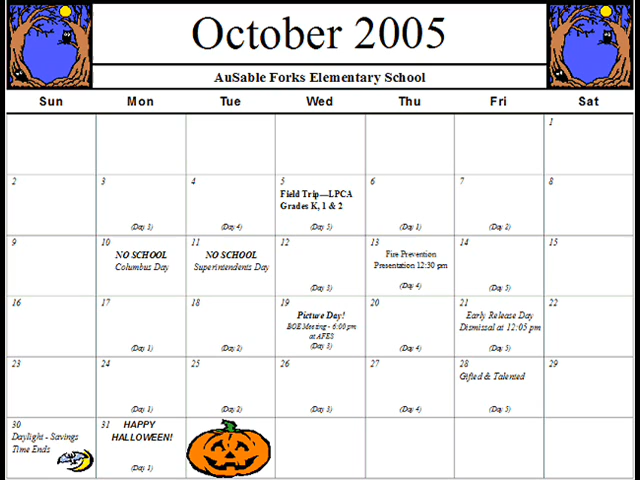 October 2005
AuSable Forks Elementary School
Sun Mon Tue Wed Thu Fri Sat
1
2 3 4 5 6 7 8
Field Trip—LPCA
Grades K, 1 & 2
(Day 3) (Day 4) (Day 5) (Day 1) (Day 2)
9 10 11 12 13 14 15
NO SCHOOL NO SCHOOL Fire Prevention
Columbus Day Superintendents Day Presentation 12:30 pm
(Day 3) (Day 4) (Day 5)
16 17 18 19 20 21 22
Picture Day! Early Release Day
BOE Meeting - 6:00 pm Dismissal at 12:05 pm
at AFES
(Day 1) (Day 2) (Day 3) (Day 4) (Day 5)
23 24 25 26 27 28 29
Gifted & Talented
(Day 1) (Day 2) (Day 3) (Day 4) (Day 5)
30 31 HAPPY
Daylight - Savings HALLOWEEN!
Time Ends
(Day 1)